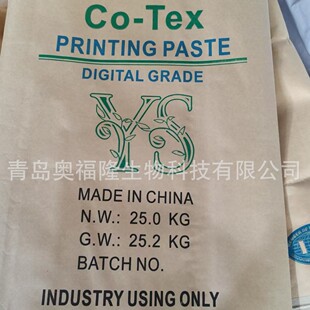 Co-Tex
PRINTING PASTE
DIGITAL GRADE
YS
青岛奥福隆生物科技有限公司
MADE IN CHINA
N.W.: 25.0 KG
G.W.: 25.2 KG
BATCH NO.
INDUSTRY USING ONLY